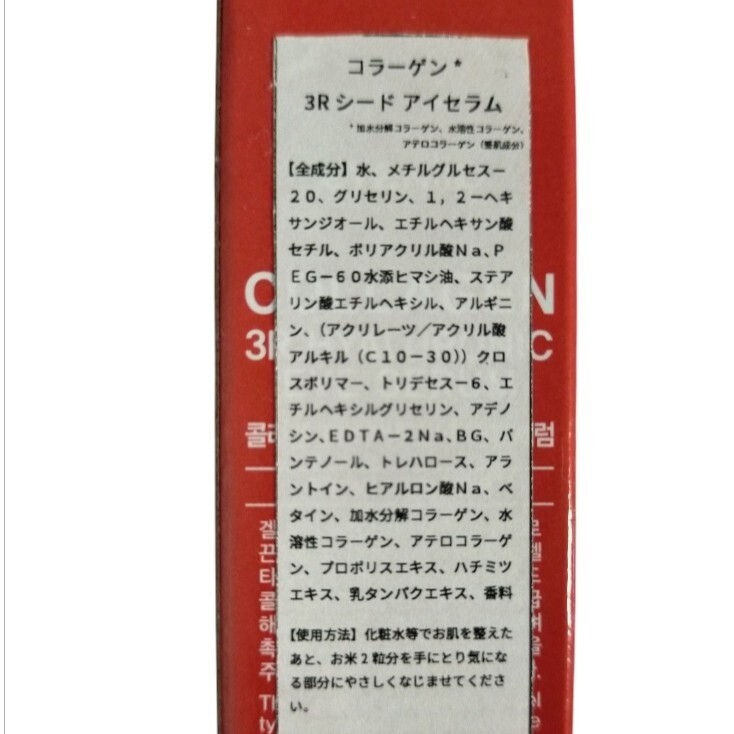 コラーゲン*
3R シード アイセラム
*加水分解コラーゲン、水溶性コラーゲン、
アテロコラーゲン（整肌成分）
【全成分】水、メチルグルセス－
２０、グリセリン、１，２－ヘキ
サンジオール、エチルヘキサン酸
セチル、ポリアクリル酸Ｎａ、Ｐ
ＥＧ－６０水添ヒマシ油、ステア
リン酸エチルヘキシル、アルギニ
ン、（アクリレーツ／アクリル酸
アルキル（Ｃ１０－３０））クロ
スポリマー、トリデセス－６、エ
チルヘキシルグリセリン、アデノ
シン、ＥＤＴＡ－２Ｎａ、ＢＧ、パ
ンテノール、トレハロース、アラ
ントイン、ヒアルロン酸Ｎａ、ベ
タイン、加水分解コラーゲン、水
溶性コラーゲン、アテロコラーゲ
ン、プロポリスエキス、ハチミツ
エキス、乳タンパクエキス、香料
【使用方法】化粧水等でお肌を整えた
あと、お米２粒分を手にとり気にな
る部分にやさしくなじませてくださ
い。